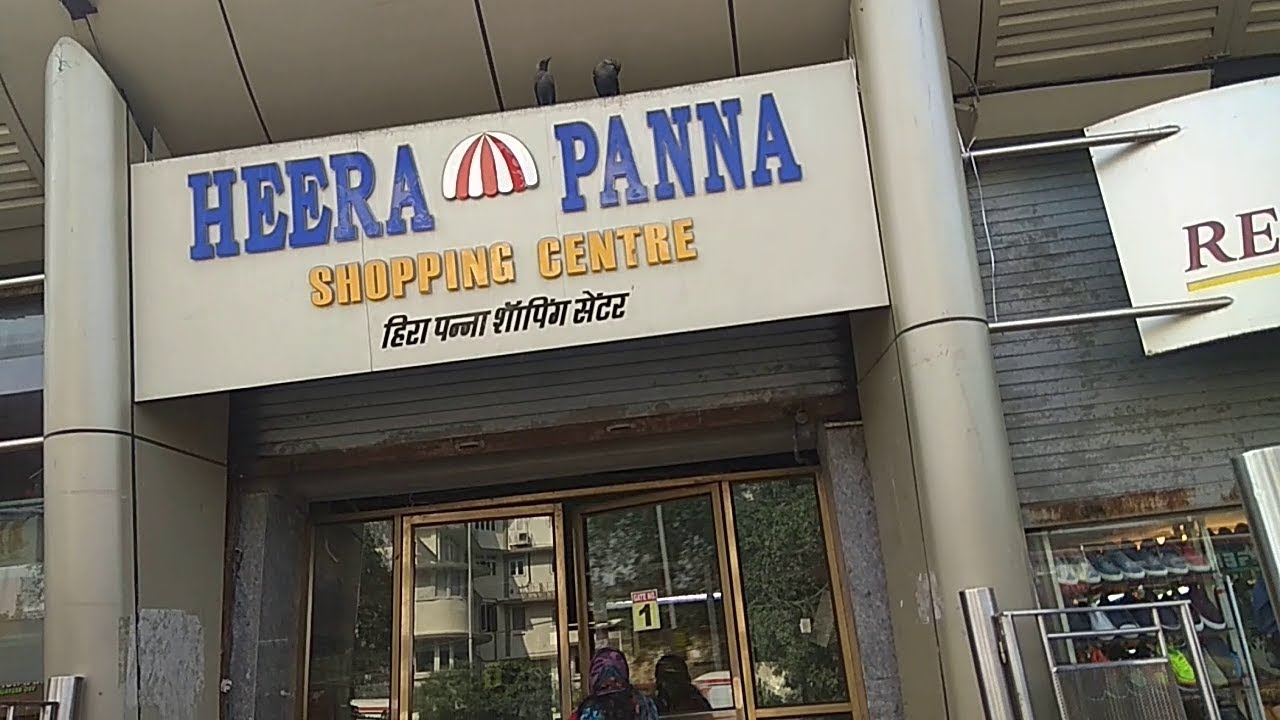 HEERA PANNA
SHOPPING CENTRE
हिरा पन्ना शॉपिंग सेंटर
RE
GATE NO.
1